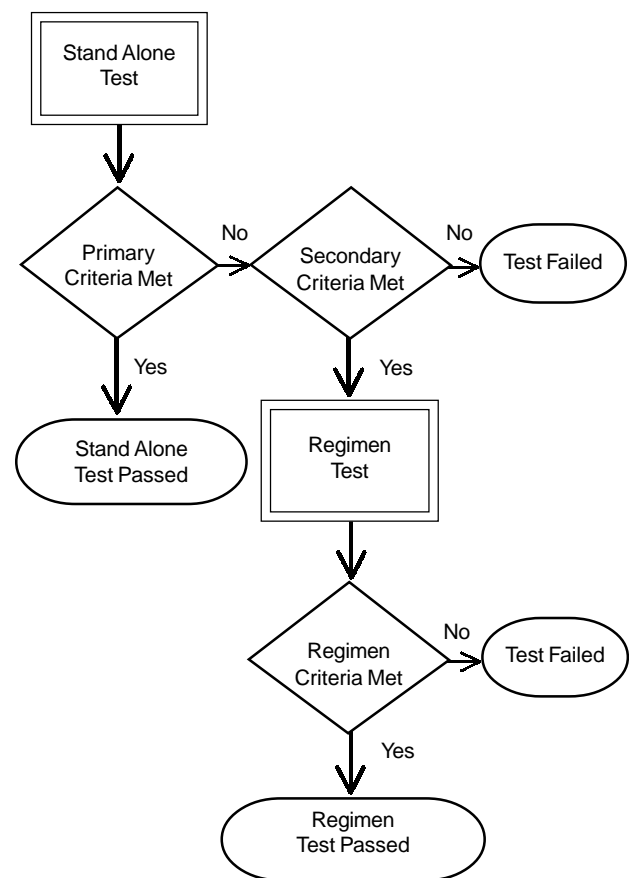 Stand Alone
Test
Primary
Criteria Met
No
Secondary
Criteria Met
No
Test Failed
Yes
Stand Alone
Test Passed
Yes
Regimen
Test
Regimen
Criteria Met
No
Test Failed
Yes
Regimen
Test Passed